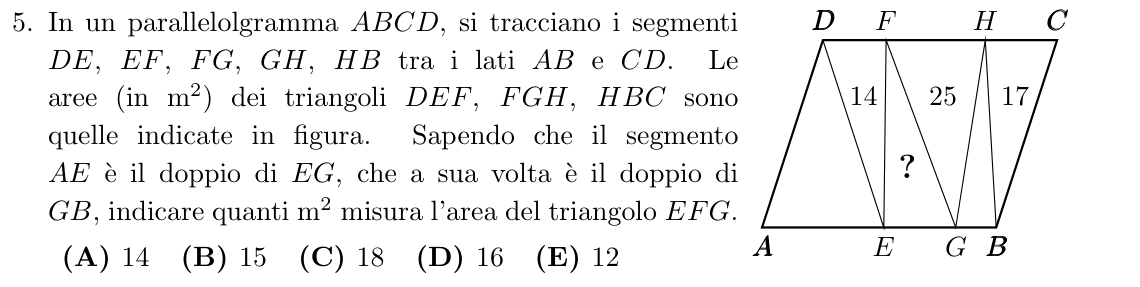 5. In un parallelolgramma ABCD, si tracciano i segmenti
DE, EF, FG, GH, HB tra i lati AB e CD. Le
aree (in m²) dei triangoli DEF, FGH, HBC sono
quelle indicate in figura. Sapendo che il segmento
AE è il doppio di EG, che a sua volta è il doppio di
GB, indicare quanti m² misura l'area del triangolo EFG.
(A) 14 (B) 15 (C) 18 (D) 16 (E) 12
D F H C
14 25 17
?
A E G B